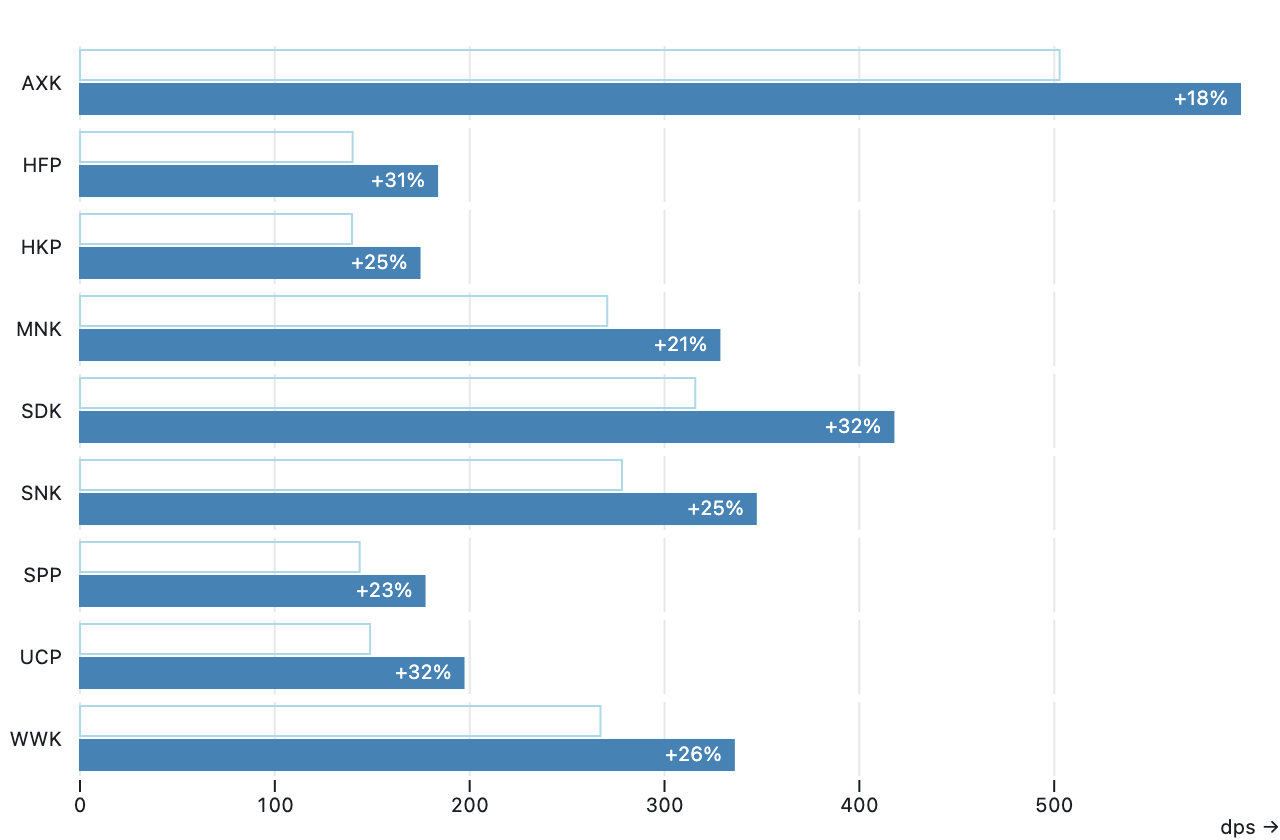 AXK
+18%
HFP
+31%
HKP
+25%
MNK
+21%
SDK
+32%
SNK
+25%
SPP
+23%
UCP
+32%
WWK
+26%
0 100 200 300 400 500
dps →